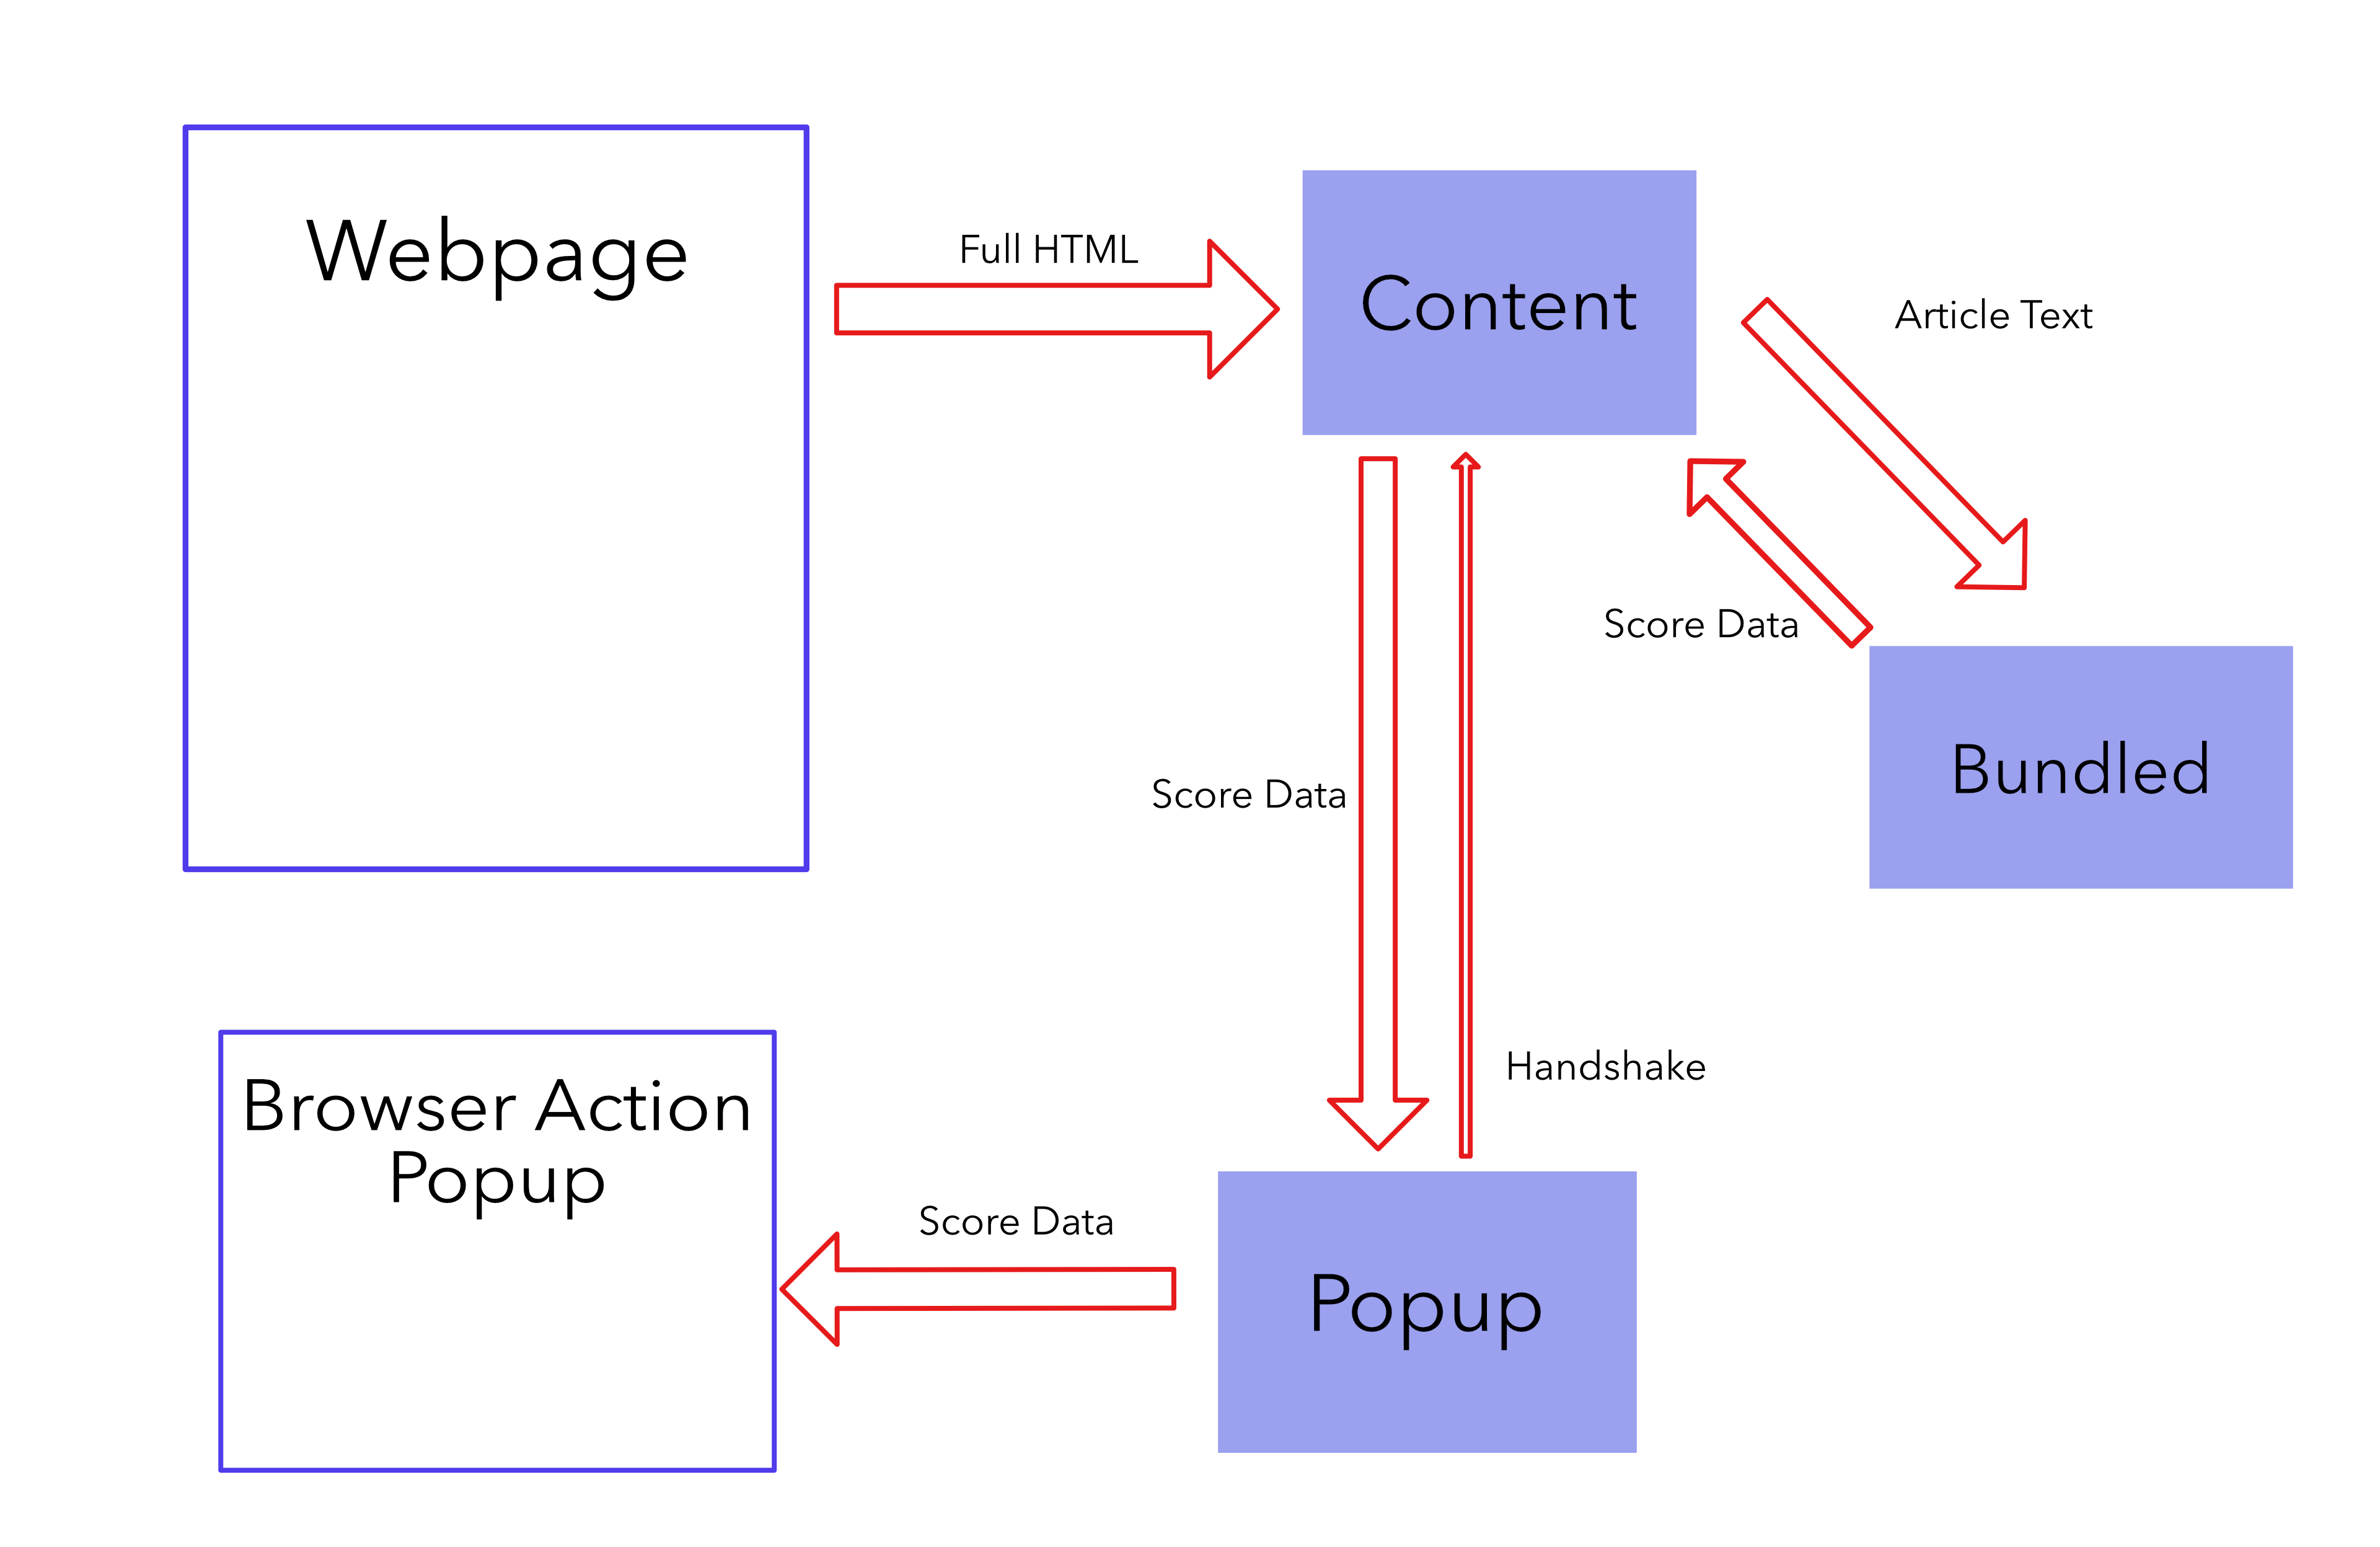 Webpage
Full HTML
Content
Article Text
Score Data
Bundled
Score Data
Handshake
Browser Action
Popup
Score Data
Popup